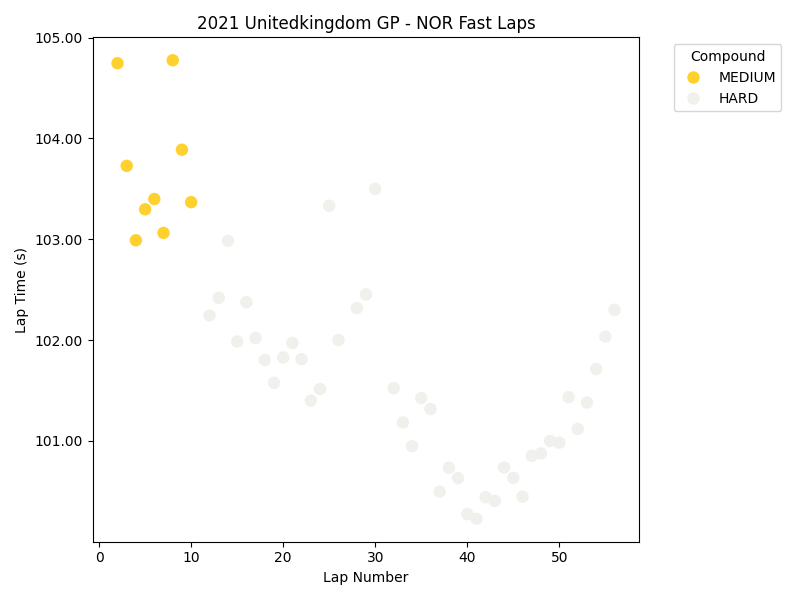 2021 Unitedkingdom GP - NOR Fast Laps
Compound
MEDIUM
HARD
Lap Time (s)
105.00
104.00
103.00
102.00
101.00
0 10 20 30 40 50
Lap Number